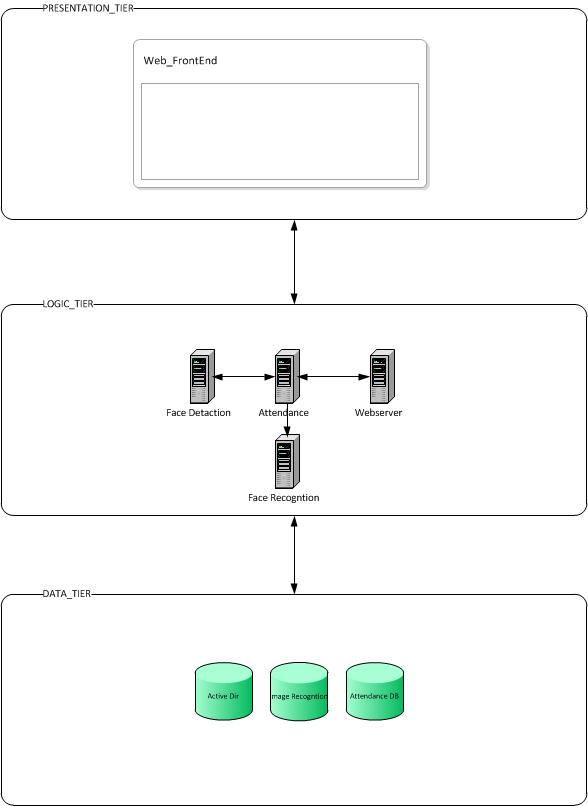 PRESENTATION_TIER
Web_FrontEnd
LOGIC_TIER
Face Detaction
Attendance
Webserver
Face Recogntion
DATA_TIER
Active Dir
mage Recogntion
Attendance DB